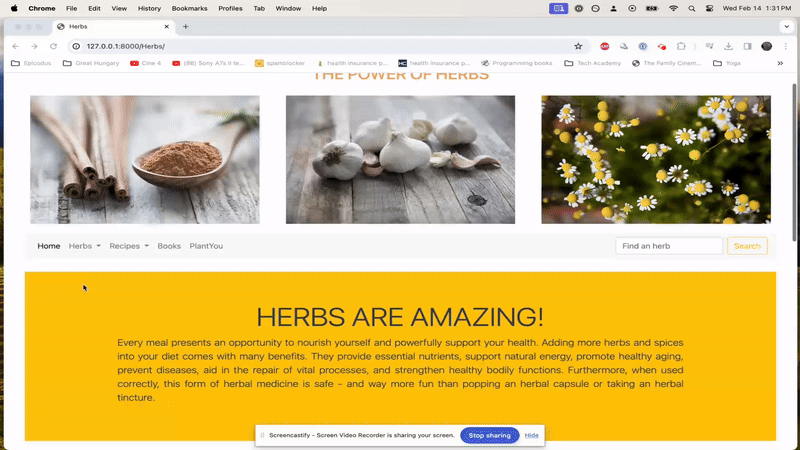 Chrome File Edit View History Bookmarks Profiles Tab Window Help Wed Feb 14 1:31 PM
Herbs
127.0.0.1:8000/Herbs/
Epicodus Great Hungary Cine 4 (86) Sony A7s II te... spamblocker health insurance p... health insurance p... Programming books Tech Academy The Family Cinem... Yoga
THE POWER OF HERBS
Home Herbs Recipes Books PlantYou Find an herb Search
HERBS ARE AMAZING!
Every meal presents an opportunity to nourish yourself and powerfully support your health. Adding more herbs and spices
into your diet comes with many benefits. They provide essential nutrients, support natural energy, promote healthy aging,
prevent diseases, aid in the repair of vital processes, and strengthen healthy bodily functions. Furthermore, when used
correctly, this form of herbal medicine is safe - and way more fun than popping an herbal capsule or taking an herbal
tincture.
Screencastify - Screen Video Recorder is sharing your screen. Stop sharing Hide